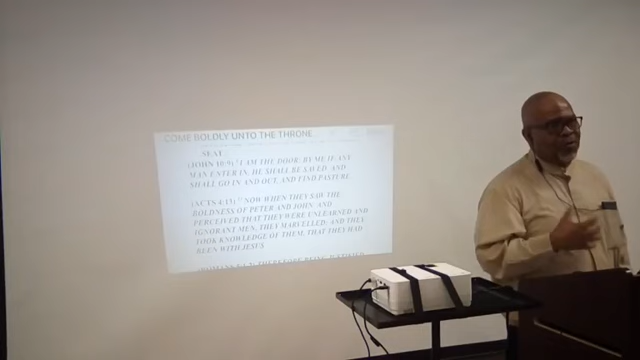 COME BOLDLY UNTO THE THRONE
SEAT.
(JOHN 10:9) "I AM THE DOOR: BY ME IF ANY
MAN ENTER IN, HE SHALL BE SAVED, AND
SHALL GO IN AND OUT, AND FIND PASTURE.
(ACTS 4:13) "NOW WHEN THEY SAW THE
BOLDNESS OF PETER AND JOHN, AND
PERCEIVED THAT THEY WERE UNLEARNED AND
IGNORANT MEN, THEY MARVELLED; AND THEY
TOOK KNOWLEDGE OF THEM, THAT THEY HAD
BEEN WITH JESUS